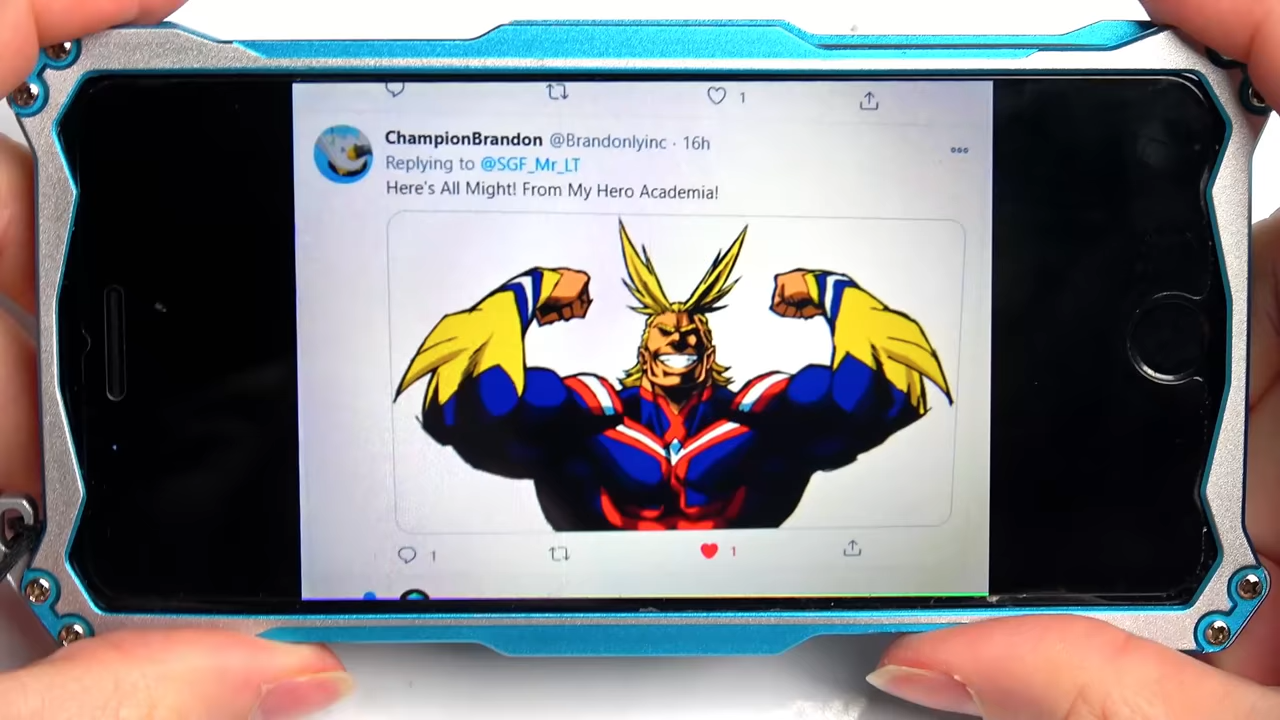 1
ChampionBrandon @Brandonlyinc · 16h
Replying to @SGF_Mr_LT
Here's All Might! From My Hero Academia!
1
1